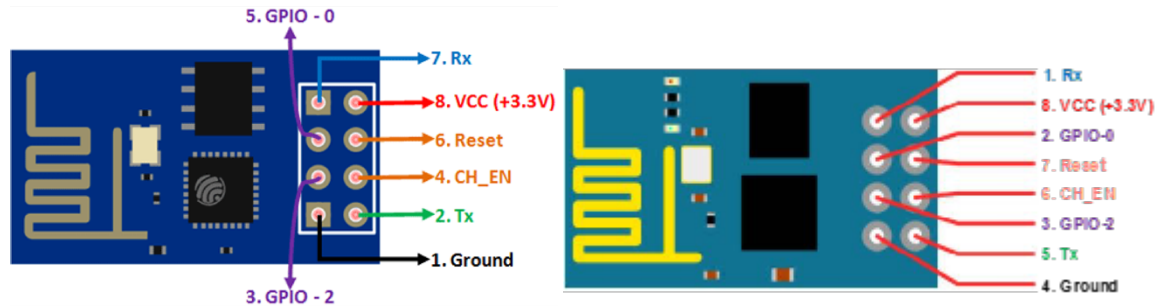 5. GPIO - 0
7. Rx
8. VCC (+3.3V)
6. Reset
4. CH_EN
2. Tx
1. Ground
3. GPIO - 2
1. Rx
8. VCC (+3.3V)
2. GPIO-0
7. Reset
6. CH_EN
3. GPIO-2
5. Tx
4. Ground